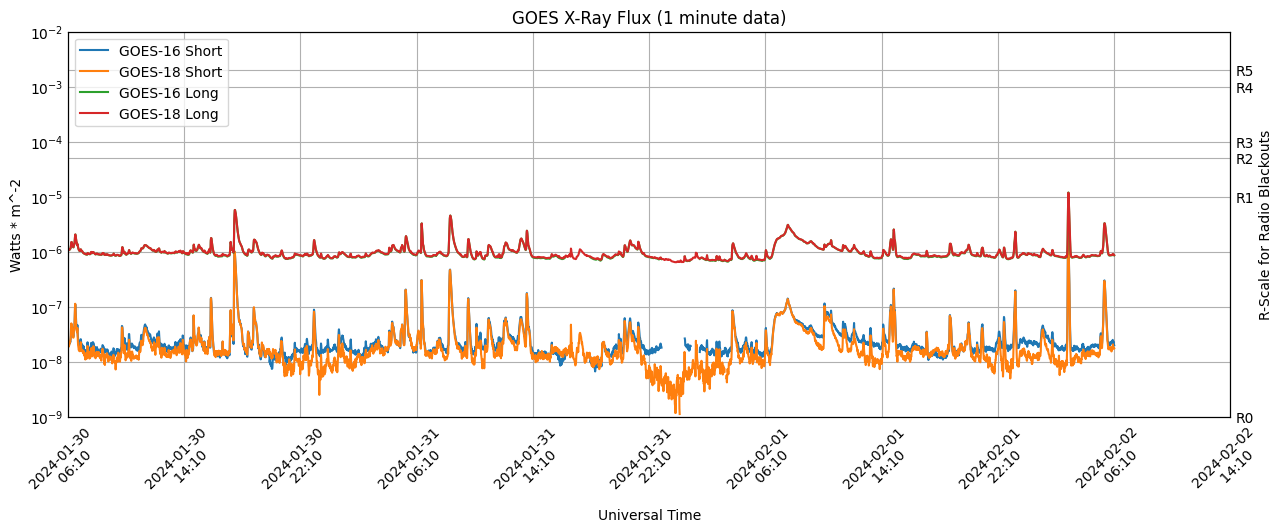 GOES X-Ray Flux (1 minute data)
GOES-16 Short
GOES-18 Short
GOES-16 Long
GOES-18 Long
Watts * m^-2
10⁻²
10⁻³
10⁻⁴
10⁻⁵
10⁻⁶
10⁻⁷
10⁻⁸
10⁻⁹
R5
R4
R3
R2
R1
R0
R-Scale for Radio Blackouts
2024-01-30
06:10
2024-01-30
14:10
2024-01-30
22:10
2024-01-31
06:10
2024-01-31
14:10
2024-01-31
22:10
2024-02-01
06:10
2024-02-01
14:10
2024-02-01
22:10
2024-02-02
06:10
2024-02-02
14:10
Universal Time